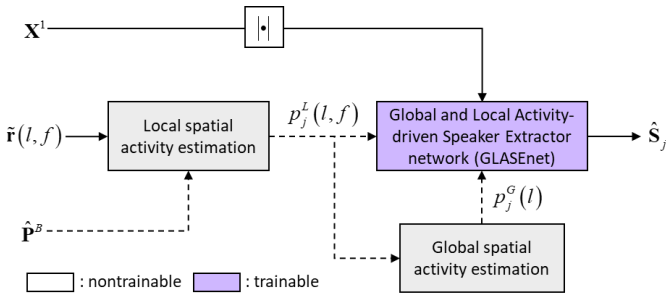 X¹
|•|
r̃(l, f)
Local spatial
activity estimation
p_j^L(l, f)
Global and Local Activity-
driven Speaker Extractor
network (GLASEnet)
Ŝ_j
P̂^B
p_j^G(l)
Global spatial
activity estimation
: nontrainable
: trainable